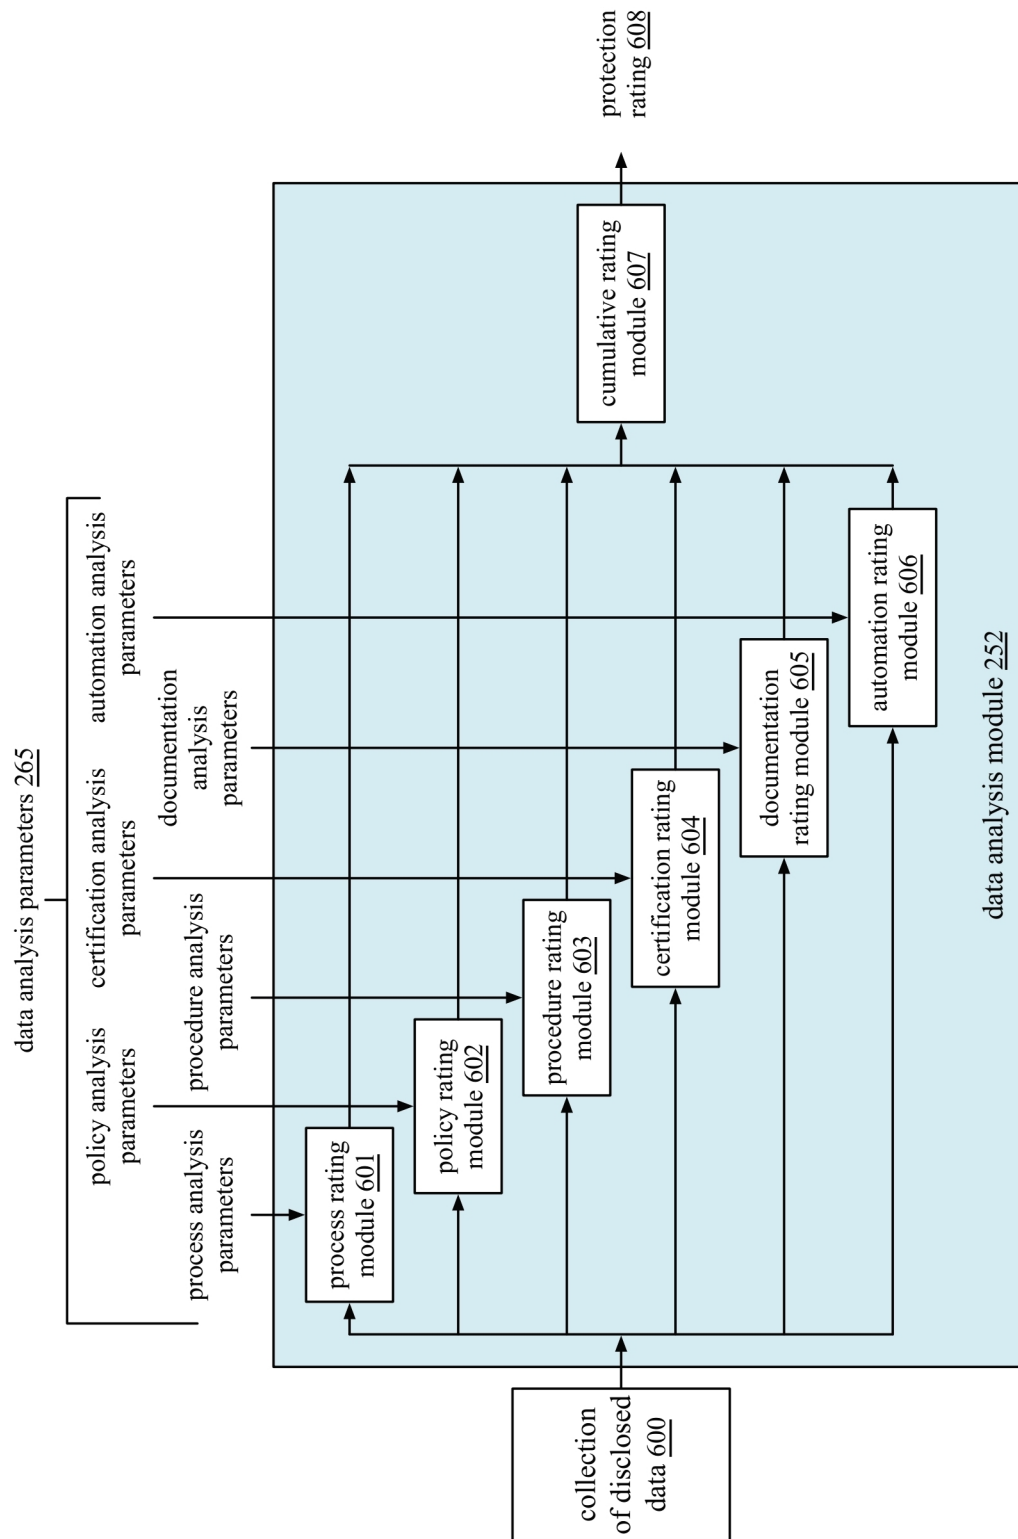 data analysis parameters 265
process analysis
parameters
policy analysis
parameters
procedure analysis
parameters
certification analysis
parameters
documentation
analysis
parameters
automation analysis
parameters
collection
of disclosed
data 600
process rating
module 601
policy rating
module 602
procedure rating
module 603
certification rating
module 604
documentation
rating module 605
automation rating
module 606
cumulative rating
module 607
protection
rating 608
data analysis module 252